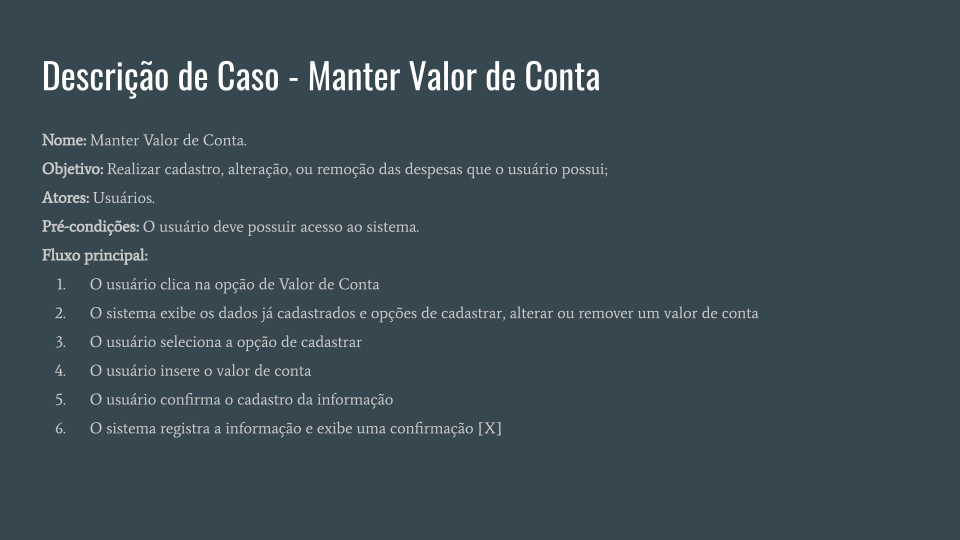 Descrição de Caso - Manter Valor de Conta
Nome: Manter Valor de Conta.
Objetivo: Realizar cadastro, alteração, ou remoção das despesas que o usuário possui;
Atores: Usuários.
Pré-condições: O usuário deve possuir acesso ao sistema.
Fluxo principal:
1. O usuário clica na opção de Valor de Conta
2. O sistema exibe os dados já cadastrados e opções de cadastrar, alterar ou remover um valor de conta
3. O usuário seleciona a opção de cadastrar
4. O usuário insere o valor de conta
5. O usuário confirma o cadastro da informação
6. O sistema registra a informação e exibe uma confirmação [X]